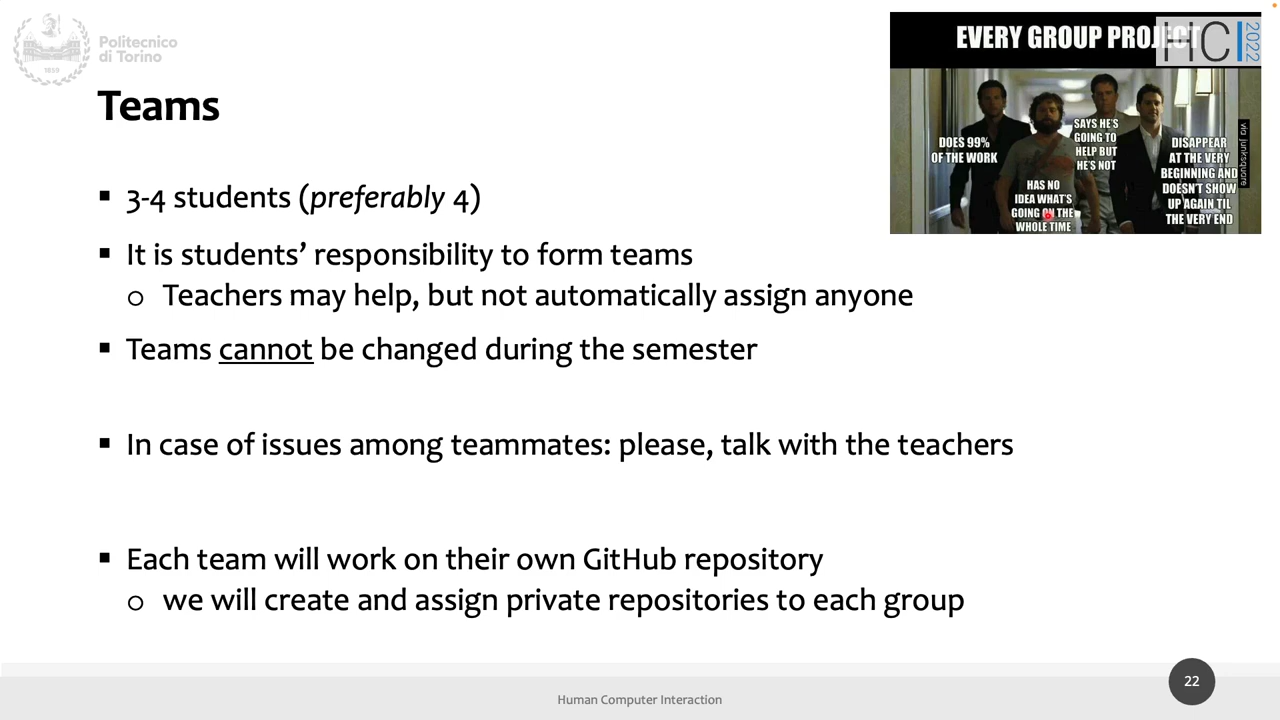 Politecnico
di Torino
1859
EVERY GROUP PROJECT
HCI
2022
DOES 99%
OF THE WORK
HAS NO
IDEA WHAT'S
GOING ON THE
WHOLE TIME
SAYS HE'S
GOING TO
HELP BUT
HE'S NOT
DISAPPEAR
AT THE VERY
BEGINNING AND
DOESN'T SHOW
UP AGAIN TIL
THE VERY END
via junksquare
Teams
▪ 3-4 students (preferably 4)
▪ It is students’ responsibility to form teams
o Teachers may help, but not automatically assign anyone
▪ Teams cannot be changed during the semester
▪ In case of issues among teammates: please, talk with the teachers
▪ Each team will work on their own GitHub repository
o we will create and assign private repositories to each group
Human Computer Interaction
22